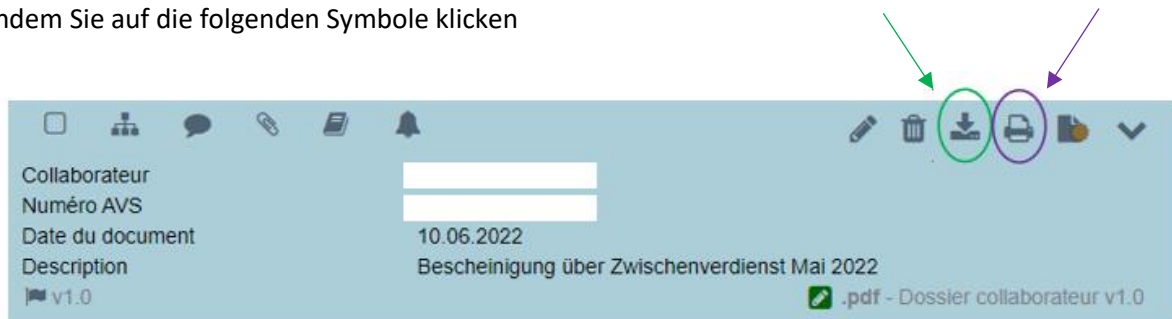 indem Sie auf die folgenden Symbole klicken
Collaborateur
Numéro AVS
Date du document 10.06.2022
Description Bescheinigung über Zwischenverdienst Mai 2022
v1.0 .pdf - Dossier collaborateur v1.0